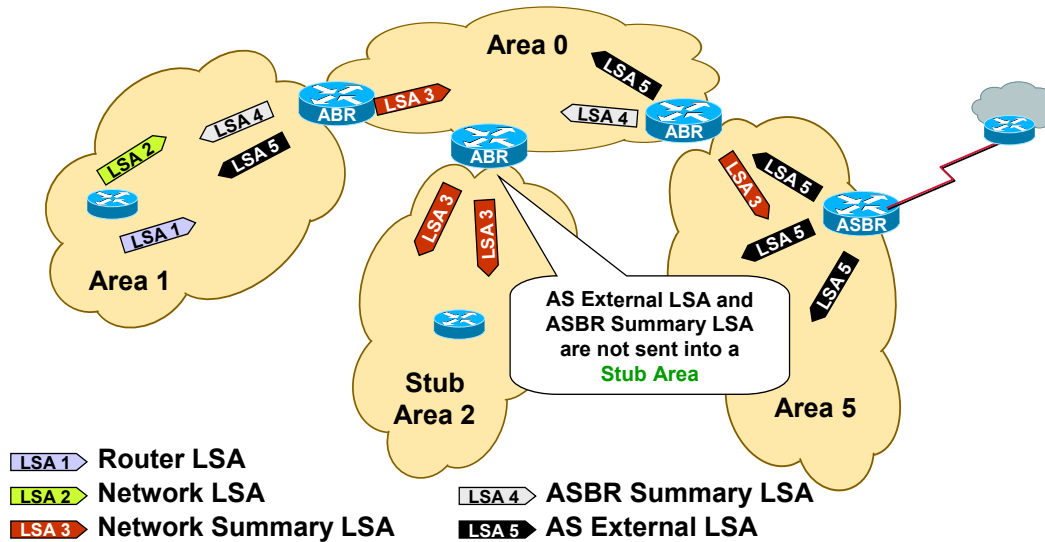 Area 0
LSA 5
LSA 4
ABR
LSA 3
ABR
LSA 4
LSA 5
LSA 2
LSA 1
Area 1
ABR
LSA 3
LSA 3
Stub
Area 2
AS External LSA and
ASBR Summary LSA
are not sent into a
Stub Area
LSA 3
LSA 5
ASBR
LSA 5
LSA 5
Area 5
LSA 1 Router LSA
LSA 2 Network LSA
LSA 3 Network Summary LSA
LSA 4 ASBR Summary LSA
LSA 5 AS External LSA